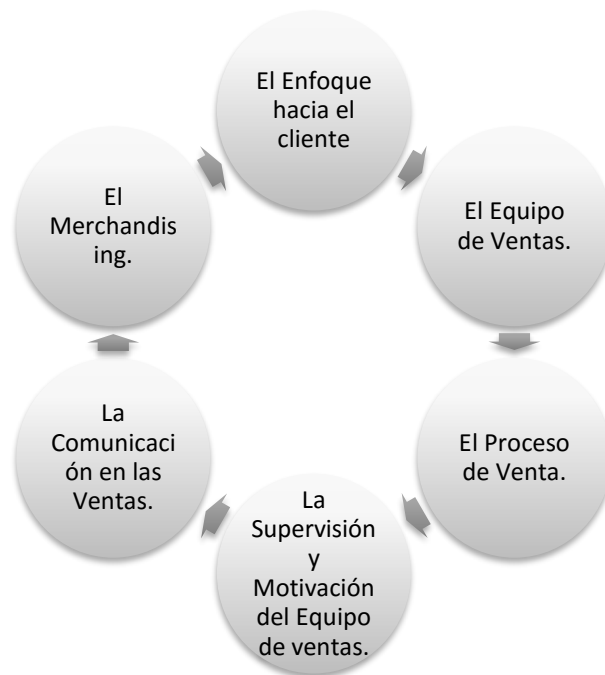 El Enfoque
hacia el
cliente
El Equipo
de Ventas.
El Proceso
de Venta.
La
Supervisión
y
Motivación
del Equipo
de ventas.
La
Comunicaci
ón en las
Ventas.
El
Merchandis
ing.